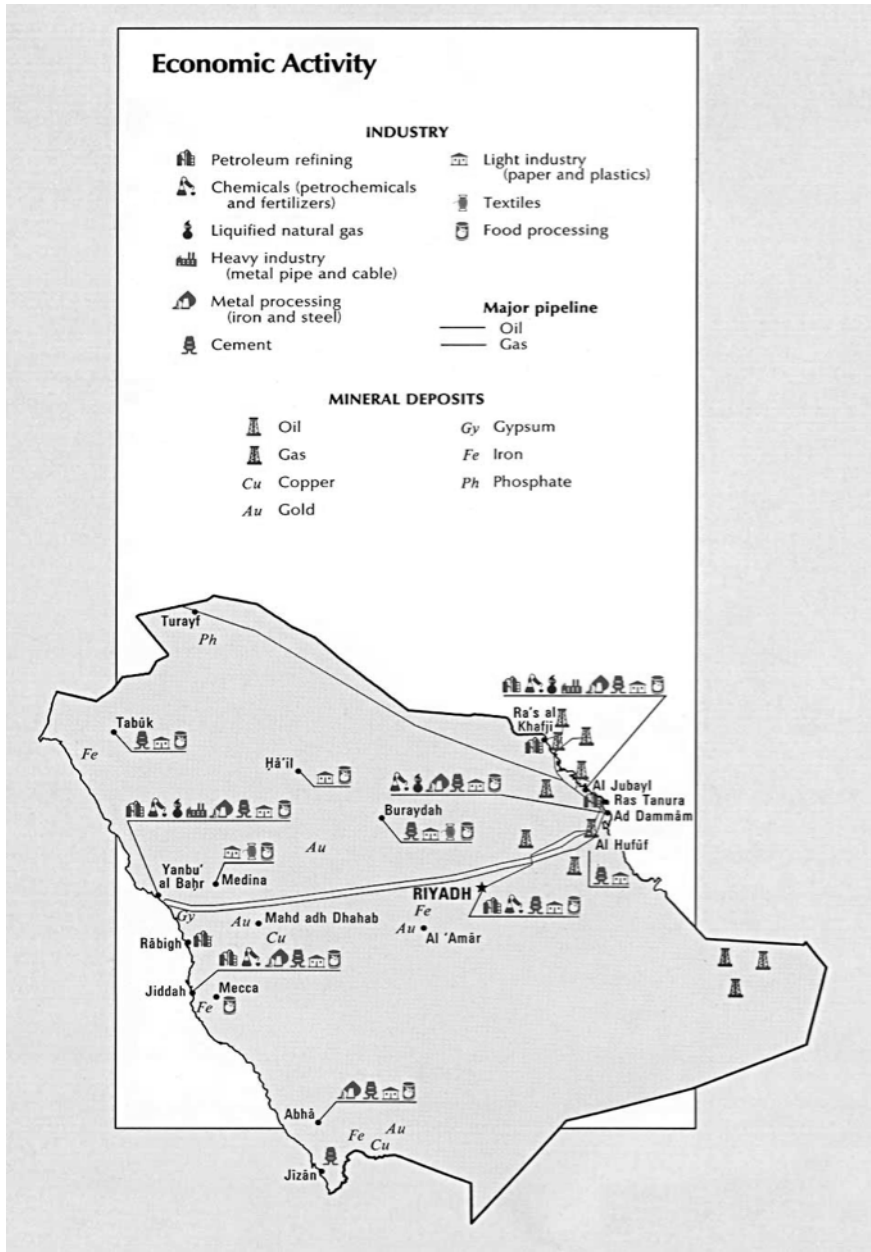 Economic Activity
INDUSTRY
Petroleum refining
Chemicals (petrochemicals
and fertilizers)
Liquified natural gas
Heavy industry
(metal pipe and cable)
Metal processing
(iron and steel)
Cement
Light industry
(paper and plastics)
Textiles
Food processing
Major pipeline
Oil
Gas
MINERAL DEPOSITS
Oil
Gas
Cu Copper
Au Gold
Gy Gypsum
Fe Iron
Ph Phosphate
Turayf
Ph
Tabūk
Fe
Ra's al
Khafji
Ḥā'il
Al Jubayl
Ras Tanura
Ad Dammām
Buraydah
Au
Al Hufūf
Yanbu'
al Baḥr
Medina
RIYADH
Gy
Au
Mahd adh Dhahab
Cu
Fe
Au
Al 'Amār
Rābigh
Jiddah
Mecca
Fe
Abhā
Au
Fe
Cu
Jīzān